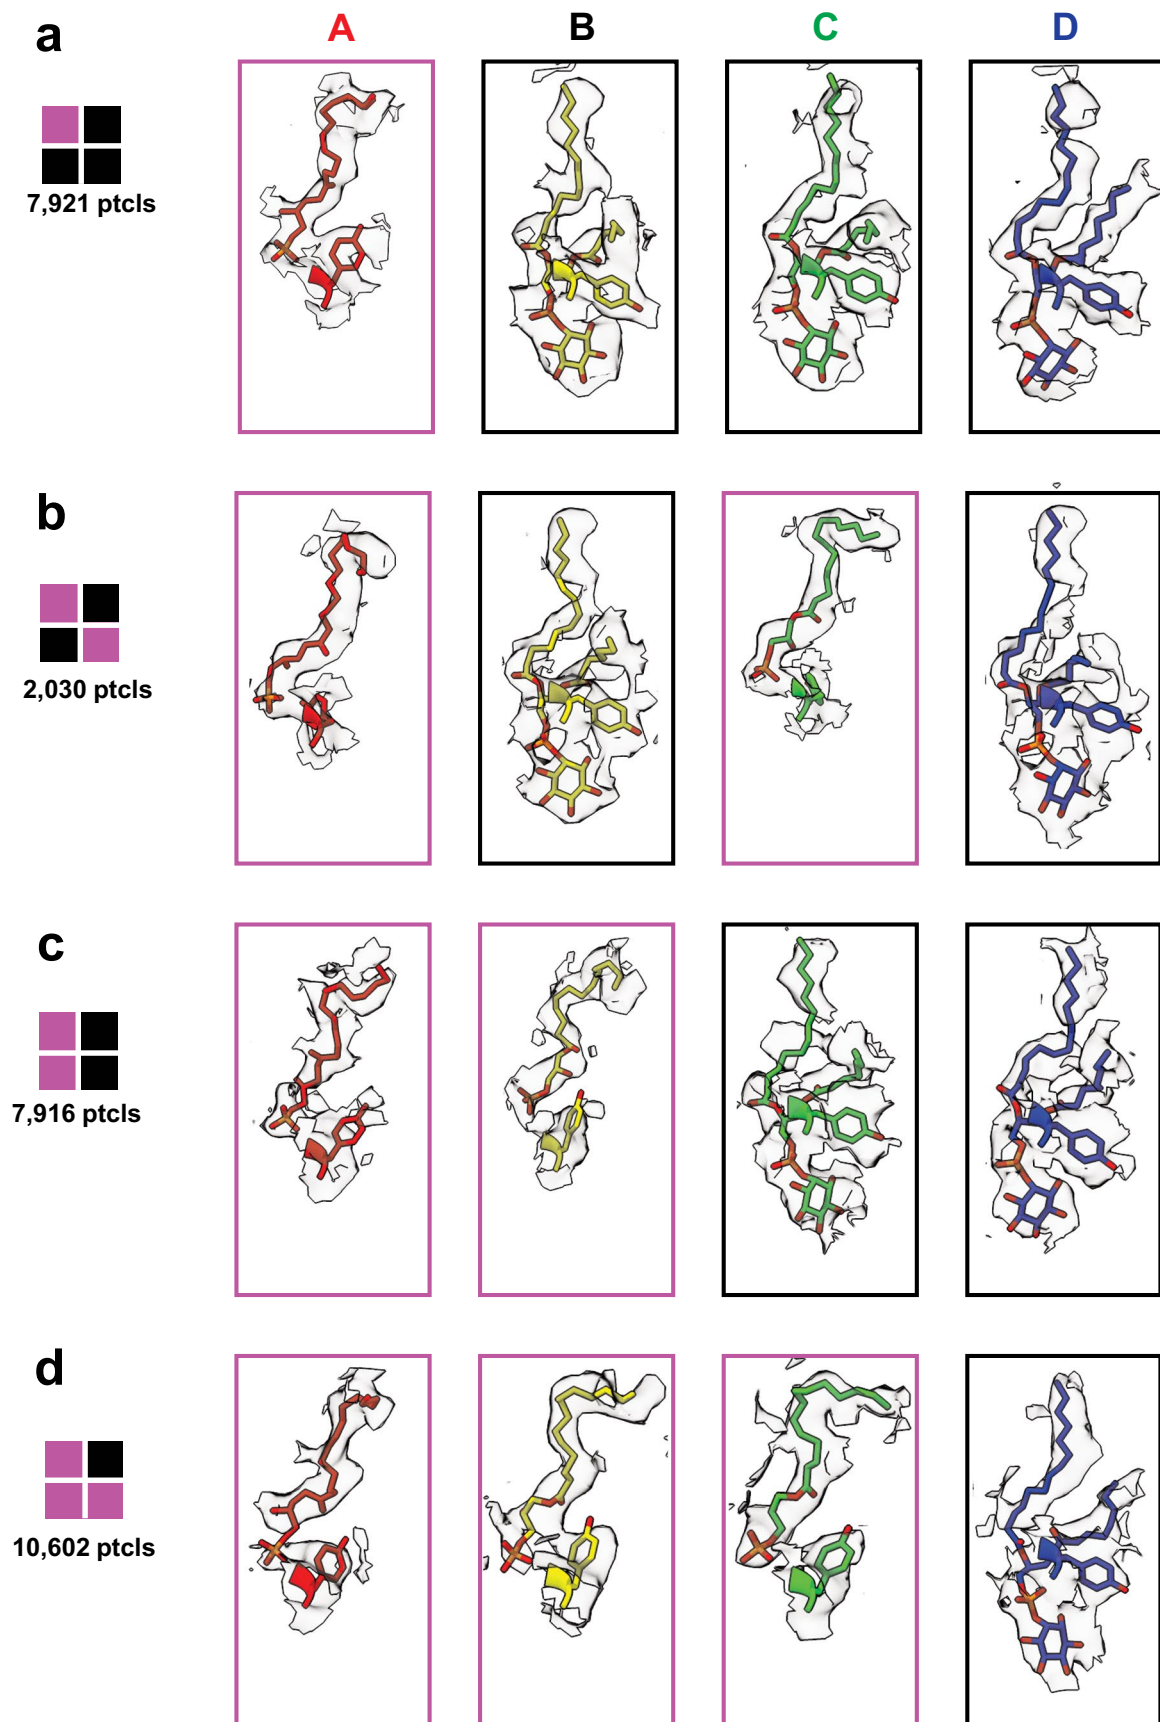 a
A B C D
7,921 ptcls
b
2,030 ptcls
c
7,916 ptcls
d
10,602 ptcls